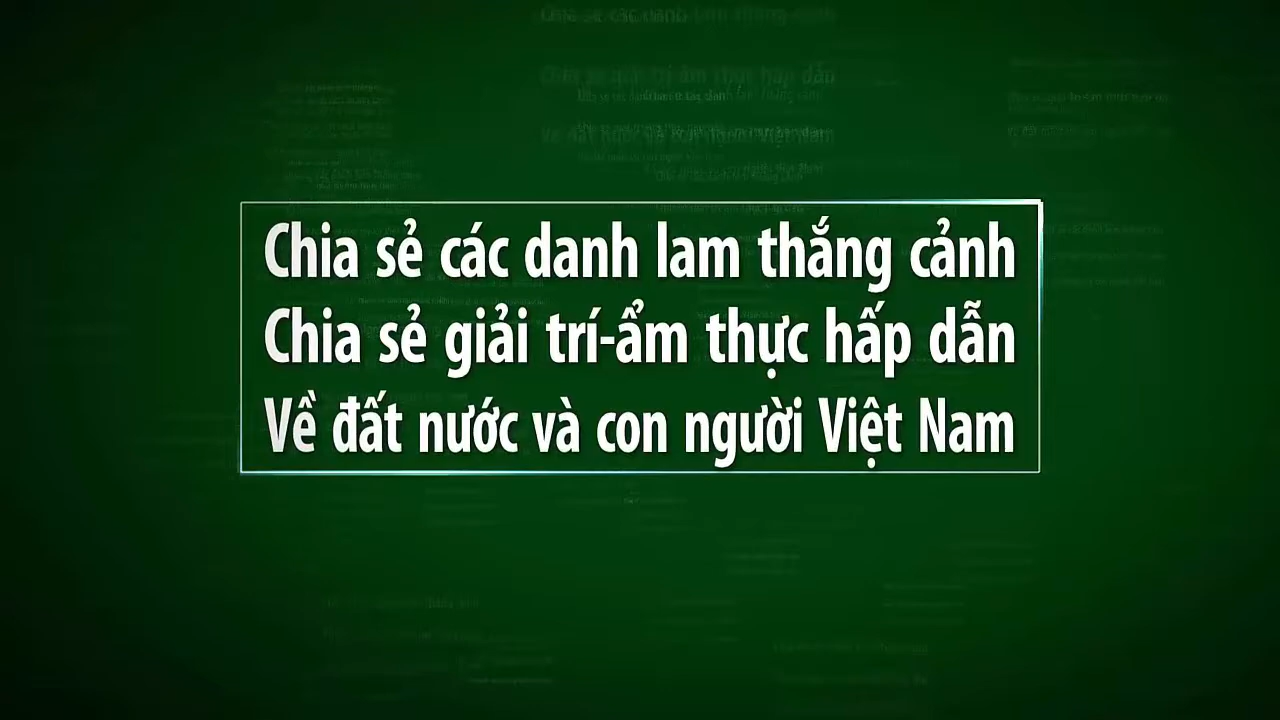 Chia sẻ các danh lam thắng cảnh
Chia sẻ giải trí-ẩm thực hấp dẫn
Về đất nước và con người Việt Nam